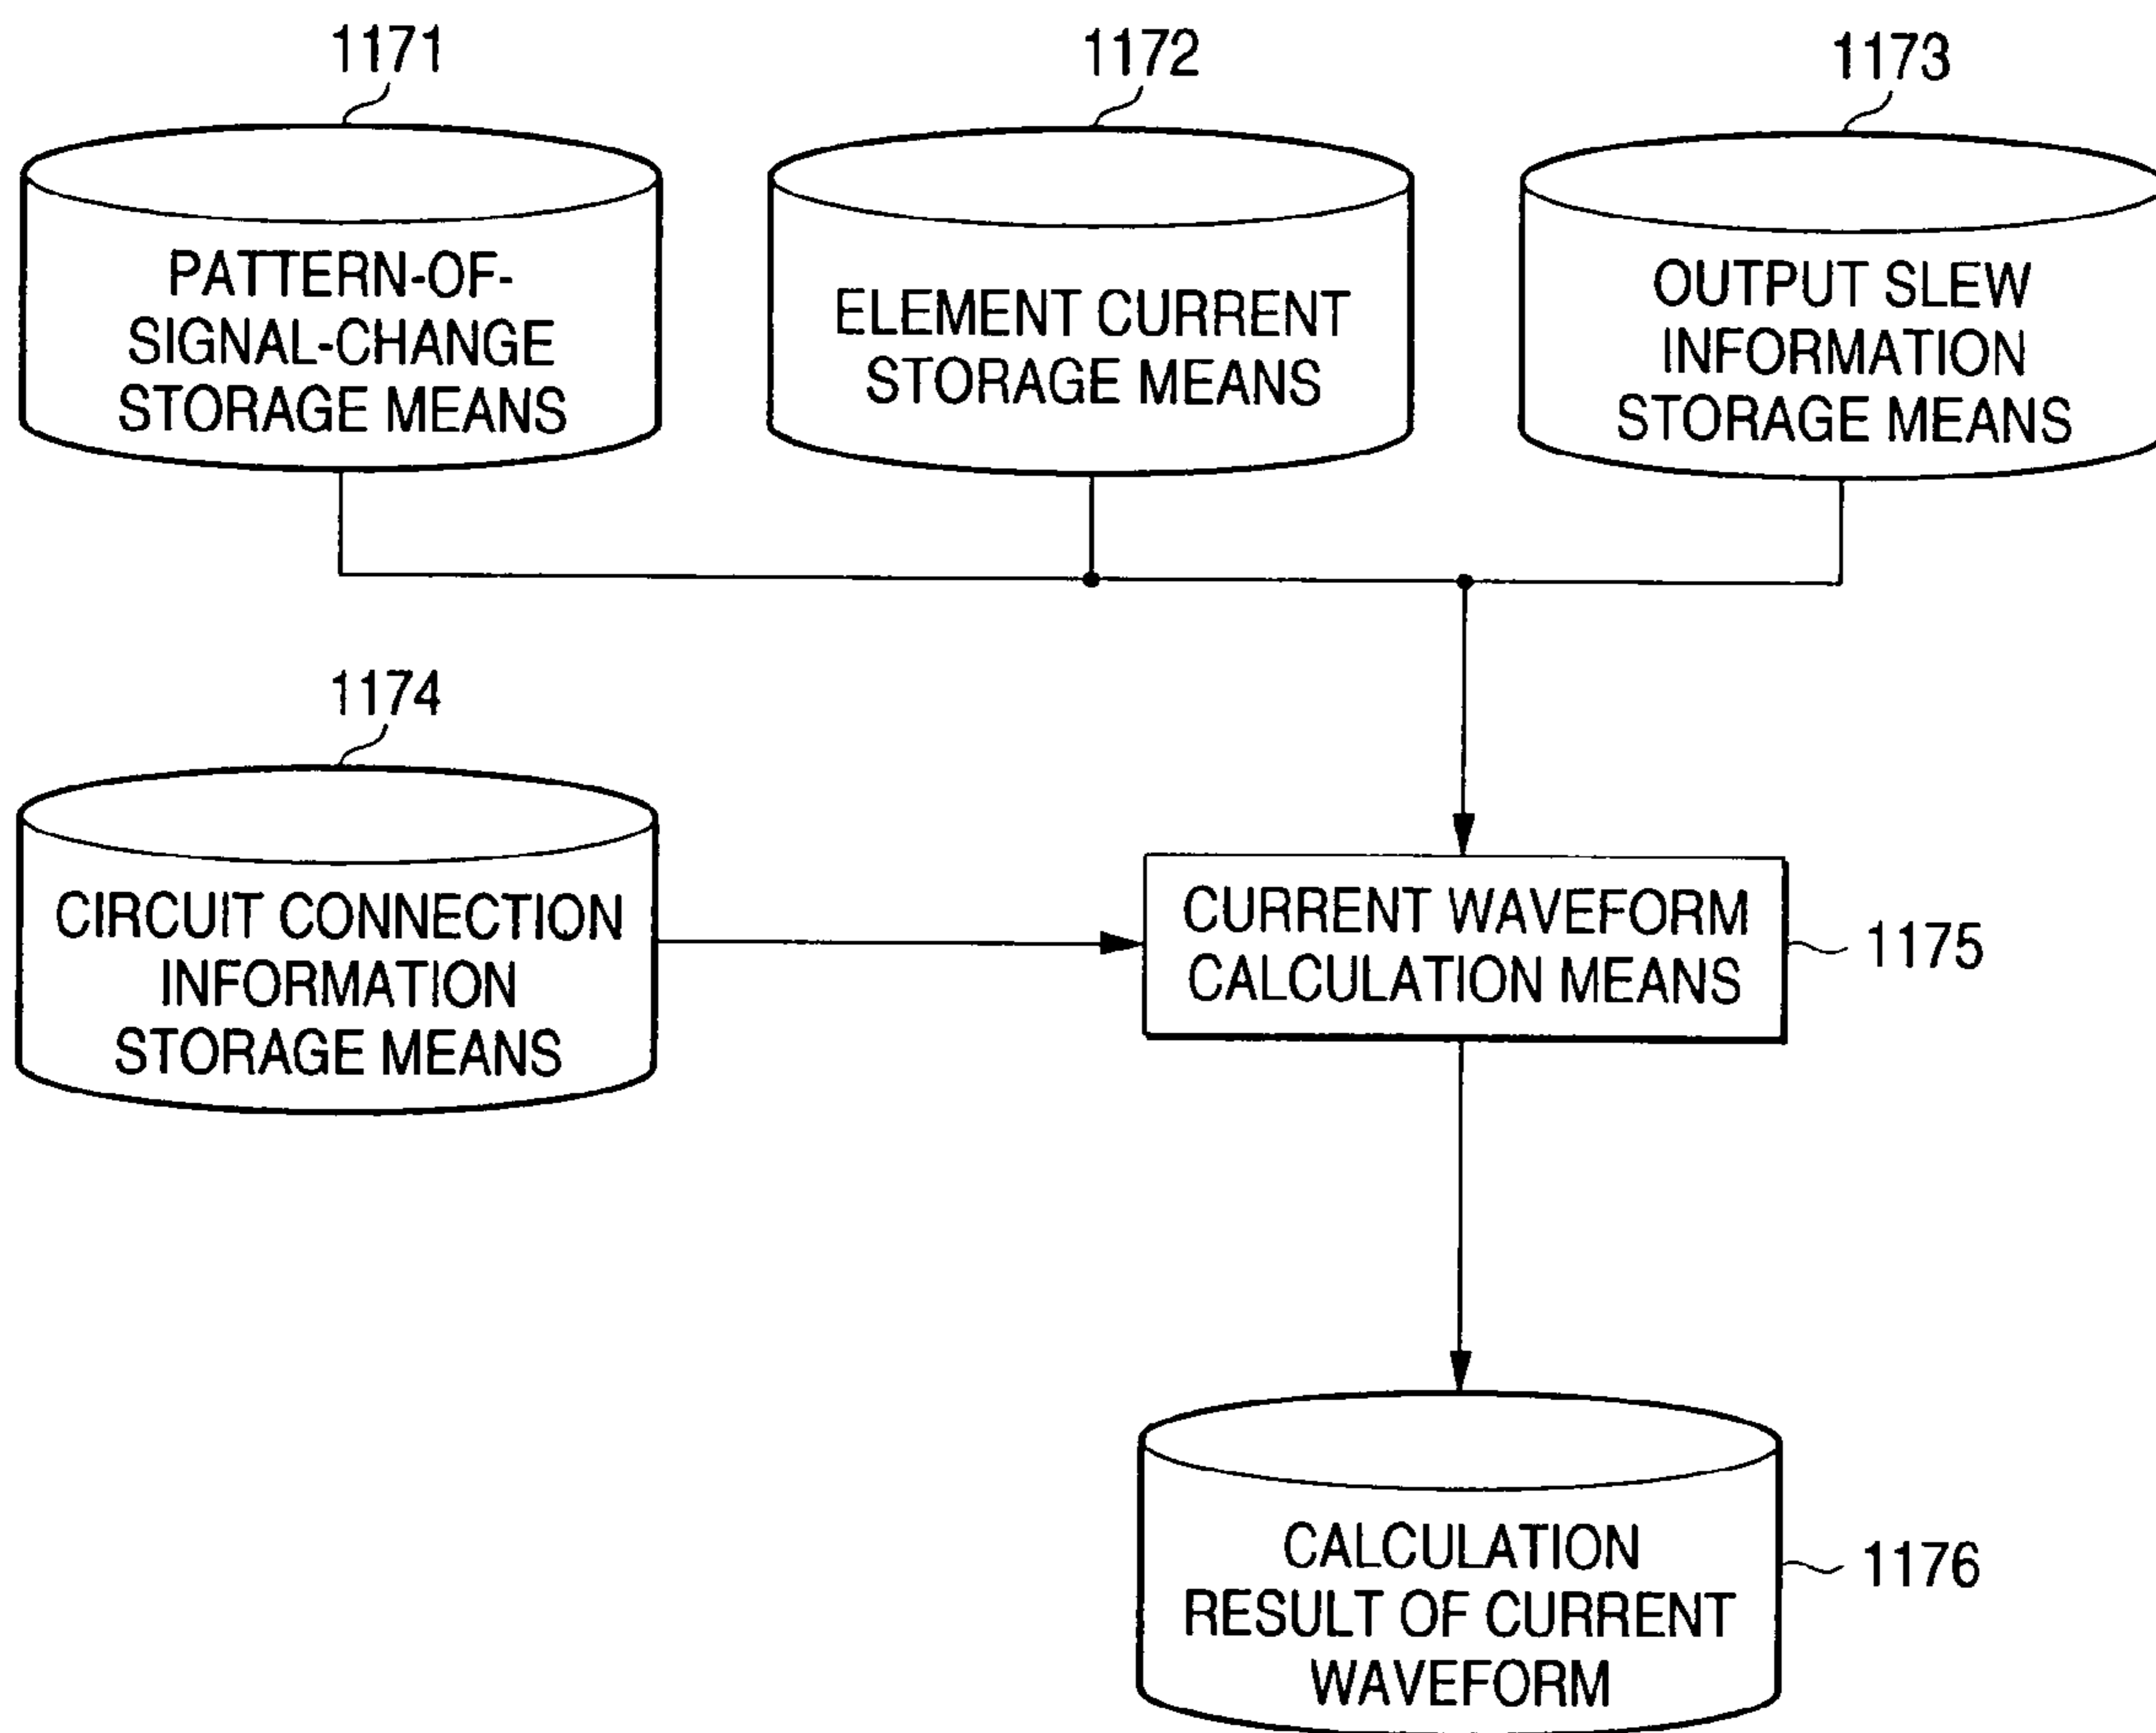 1171
1172
1173
PATTERN-OF-
SIGNAL-CHANGE
STORAGE MEANS
ELEMENT CURRENT
STORAGE MEANS
OUTPUT SLEW
INFORMATION
STORAGE MEANS
1174
CIRCUIT CONNECTION
INFORMATION
STORAGE MEANS
CURRENT WAVEFORM
CALCULATION MEANS
1175
CALCULATION
RESULT OF CURRENT
WAVEFORM
1176